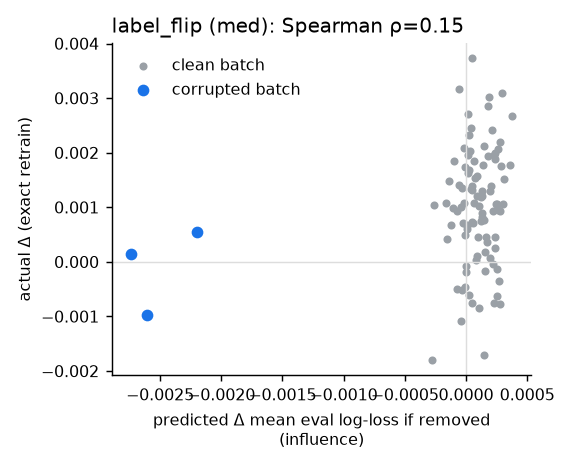 label_flip (med): Spearman ρ=0.15
clean batch
corrupted batch
actual Δ (exact retrain)
0.004
0.003
0.002
0.001
0.000
−0.001
−0.002
−0.0025 −0.0020 −0.0015 −0.0010 −0.0005 0.0000 0.0005
predicted Δ mean eval log-loss if removed
(influence)